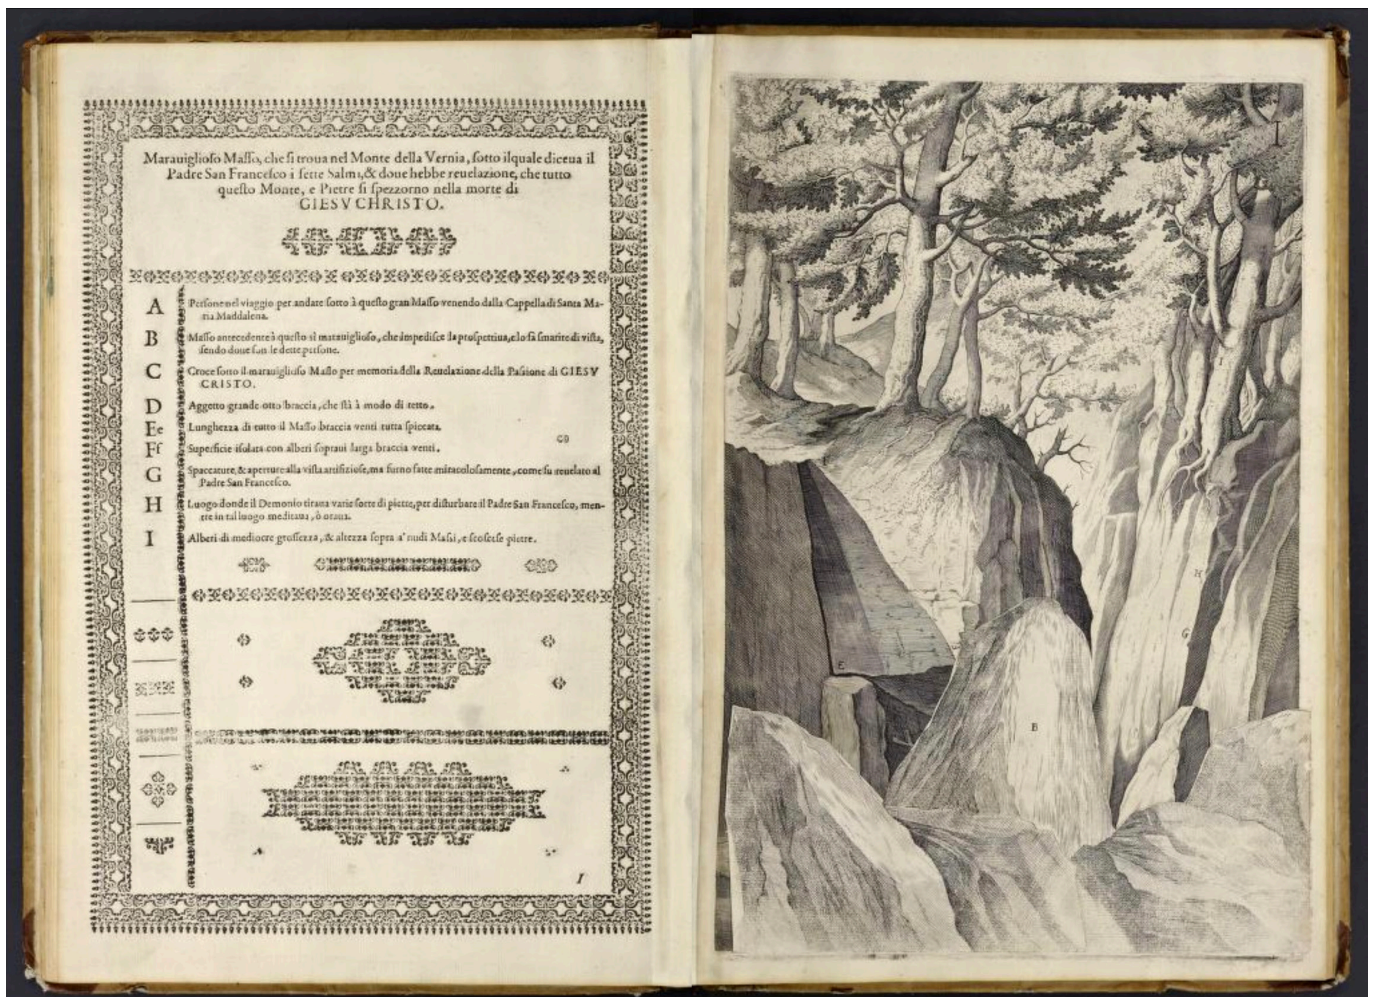 Marauiglioſo Maſſo, che ſi troua nel Monte della Vernia, ſotto ilquale diceua il
Padre San Franceſco i ſette Salmi, & doue hebbe reuelazione, che tutto
queſto Monte, e Pietre ſi ſpezzorno nella morte di
GIESV CHRISTO.
A Perſone nel viaggio per andare ſotto à queſto gran Maſſo venendo dalla Cappella di Santa Ma-
ria Maddalena.
B Maſſo antecedente à queſto sì marauiglioſo, che impediſce la proſpettiua, e lo fà ſmarire di viſta,
ſendo doue ſon le dette perſone.
C Croce ſotto il marauiglioſo Maſſo per memoria della Reuelazione della Paſsione di GIESV
CRISTO.
D Aggetto grande otto braccia, che ſtà à modo di tetto.
Ee Lunghezza di tutto il Maſſo braccia venti tutta ſpiccata.
Ff Superficie iſolata con alberi ſopraui larga braccia venti.
G Spaccature, & aperture alla viſta artifizioſe, ma furno fatte miracoloſamente, come fu reuelato al
Padre San Franceſco.
H Luogo donde il Demonio tiraua varie ſorte di pietre, per diſturbare il Padre San Franceſco, men-
tre in tal luogo meditaua, ò oraua.
I Alberi di mediocre groſſezza, & altezza ſopra a' nudi Maſsi, e ſcoſceſe pietre.
I
I
I
H
G
E
B